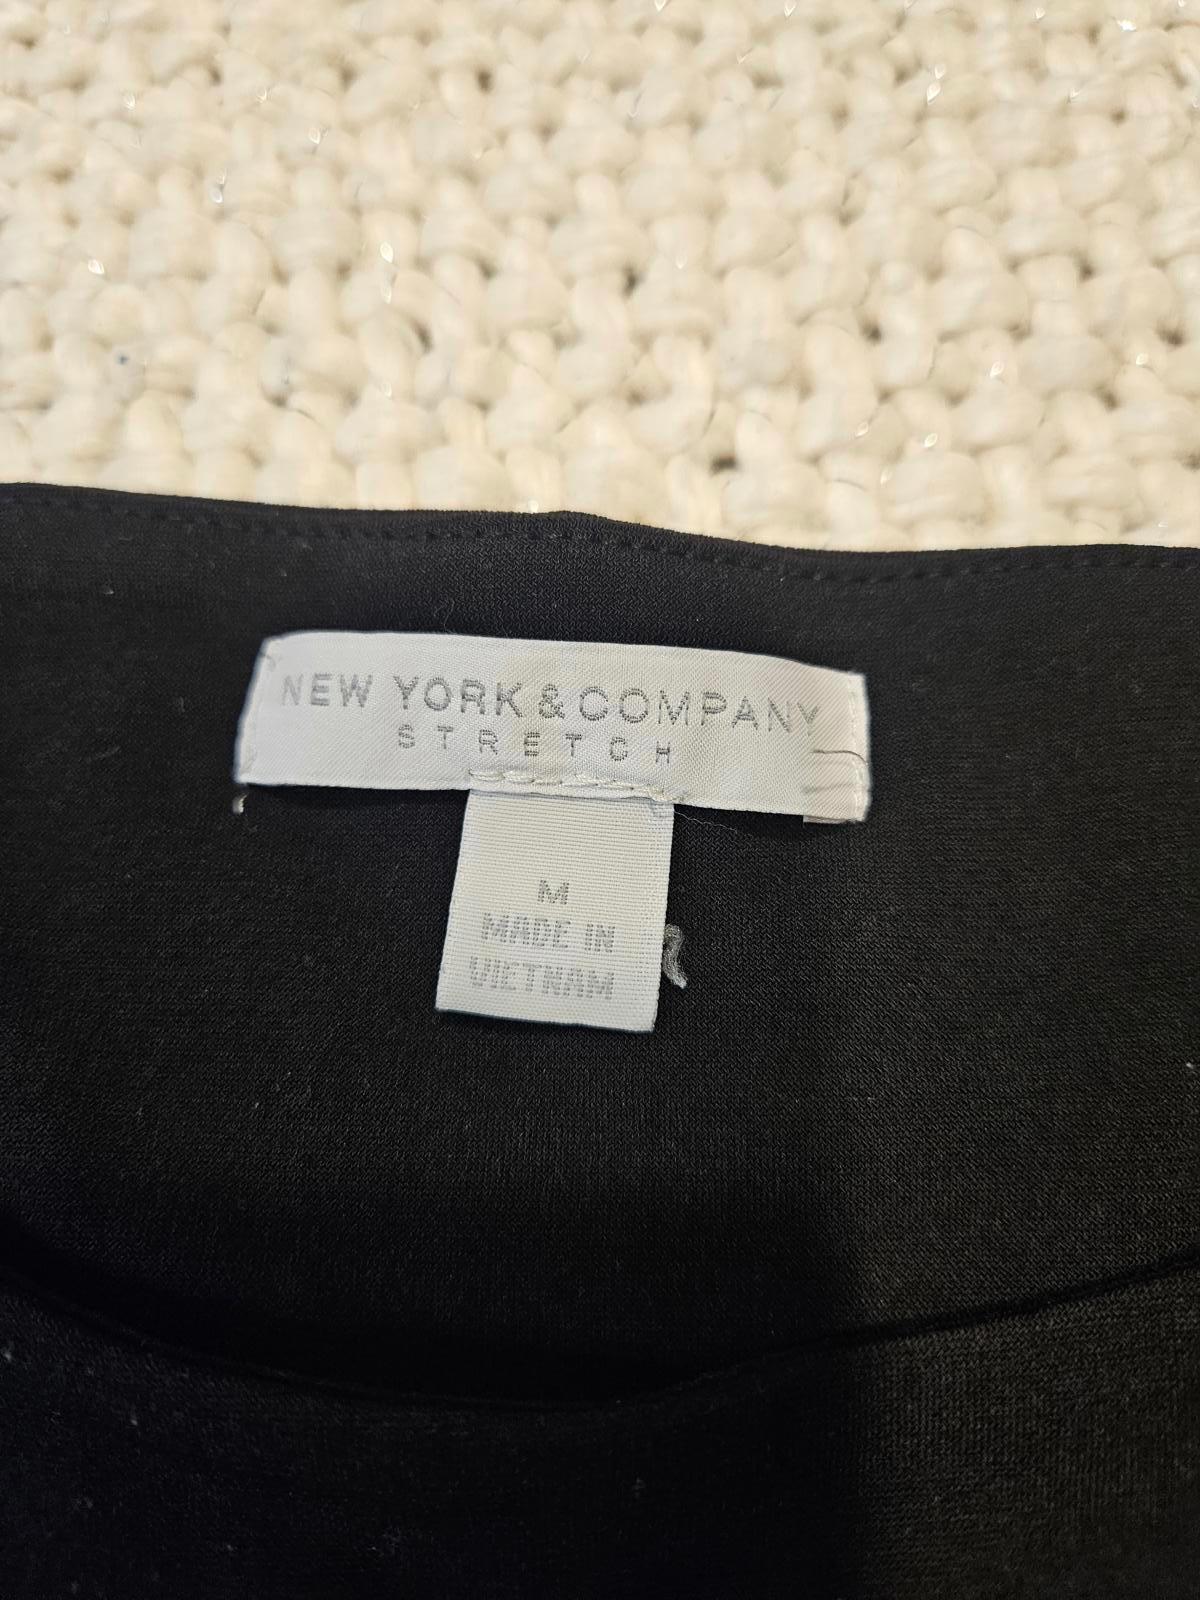 NEW YORK & COMPANY
STRETCH
M
MADE IN
VIETNAM